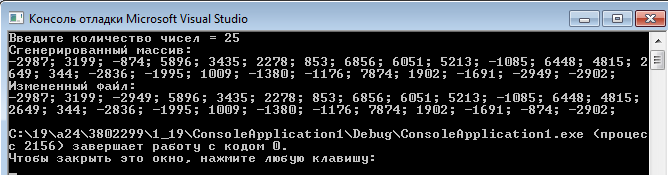 Консоль отладки Microsoft Visual Studio
Введите количество чисел = 25
Сгенерированный массив:
-2987; 3199; -874; 5896; 3435; 2278; 853; 6856; 6051; 5213; -1085; 6448; 4815; 2
649; 344; -2836; -1995; 1009; -1380; -1176; 7874; 1902; -1691; -2949; -2902;
Измененный файл:
-2987; 3199; -2949; 5896; 3435; 2278; 853; 6856; 6051; 5213; -1085; 6448; 4815;
2649; 344; -2836; -1995; 1009; -1380; -1176; 7874; 1902; -1691; -874; -2902;
C:\19\a24\3802299\1_19\ConsoleApplication1\Debug\ConsoleApplication1.exe (процес
с 2156) завершает работу с кодом 0.
Чтобы закрыть это окно, нажмите любую клавишу: